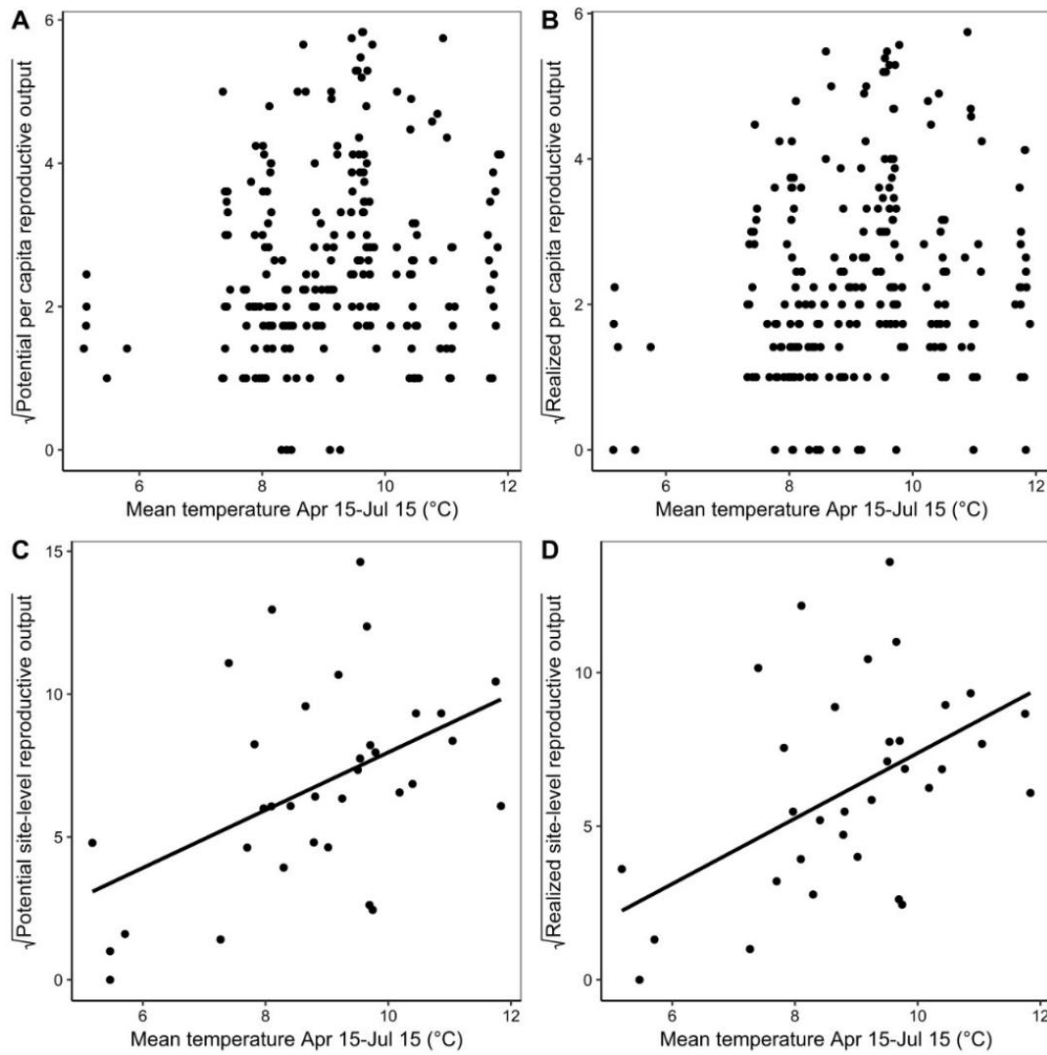 A
6
4
2
0
√Potential per capita reproductive output
6 8 10 12
Mean temperature Apr 15-Jul 15 (°C)
B
6
4
2
0
√Realized per capita reproductive output
6 8 10 12
Mean temperature Apr 15-Jul 15 (°C)
C
15
10
5
0
√Potential site-level reproductive output
6 8 10 12
Mean temperature Apr 15-Jul 15 (°C)
D
10
5
0
√Realized site-level reproductive output
6 8 10 12
Mean temperature Apr 15-Jul 15 (°C)